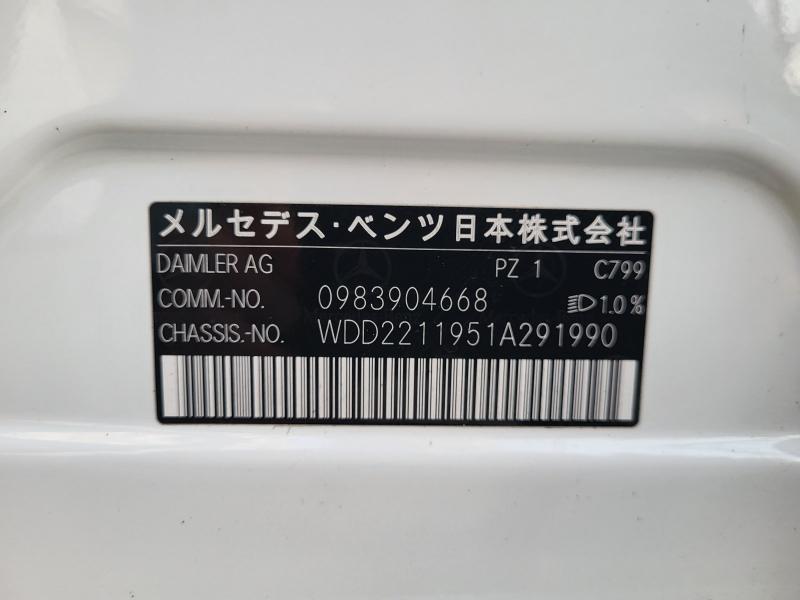 メルセデス・ベンツ日本株式会社
DAIMLER AG PZ 1 C799
COMM.-NO. 0983904668 1.0%
CHASSIS.-NO. WDD2211951A291990